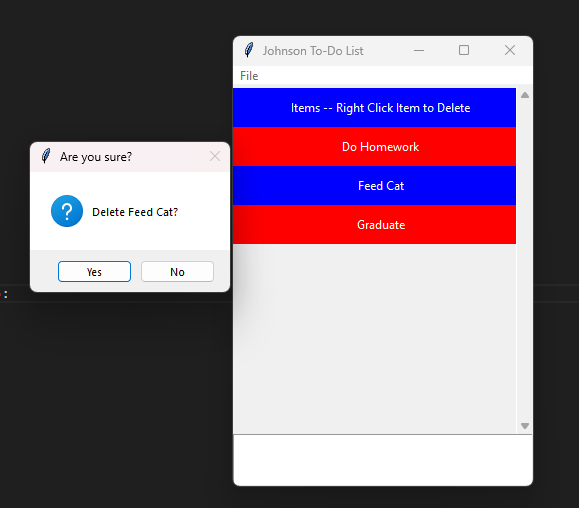 Johnson To-Do List
File
Items -- Right Click Item to Delete
Do Homework
Feed Cat
Graduate
Are you sure?
Delete Feed Cat?
Yes
No
: